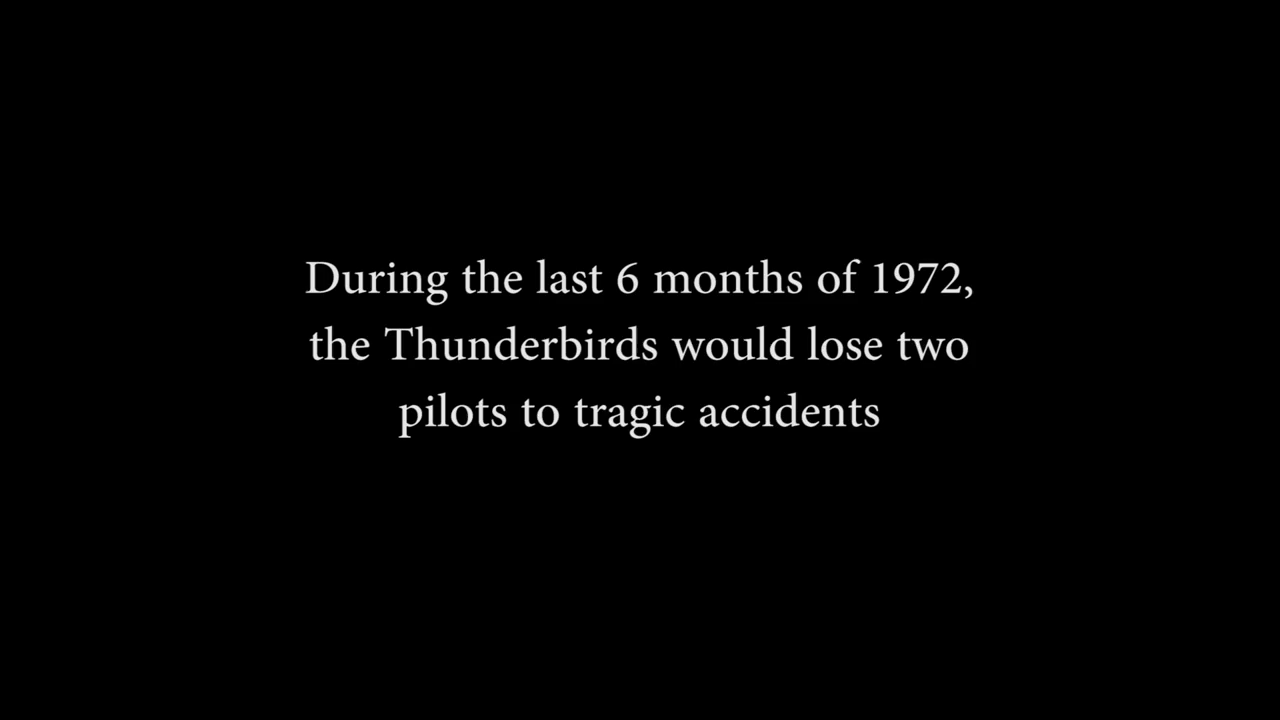 During the last 6 months of 1972,
the Thunderbirds would lose two
pilots to tragic accidents